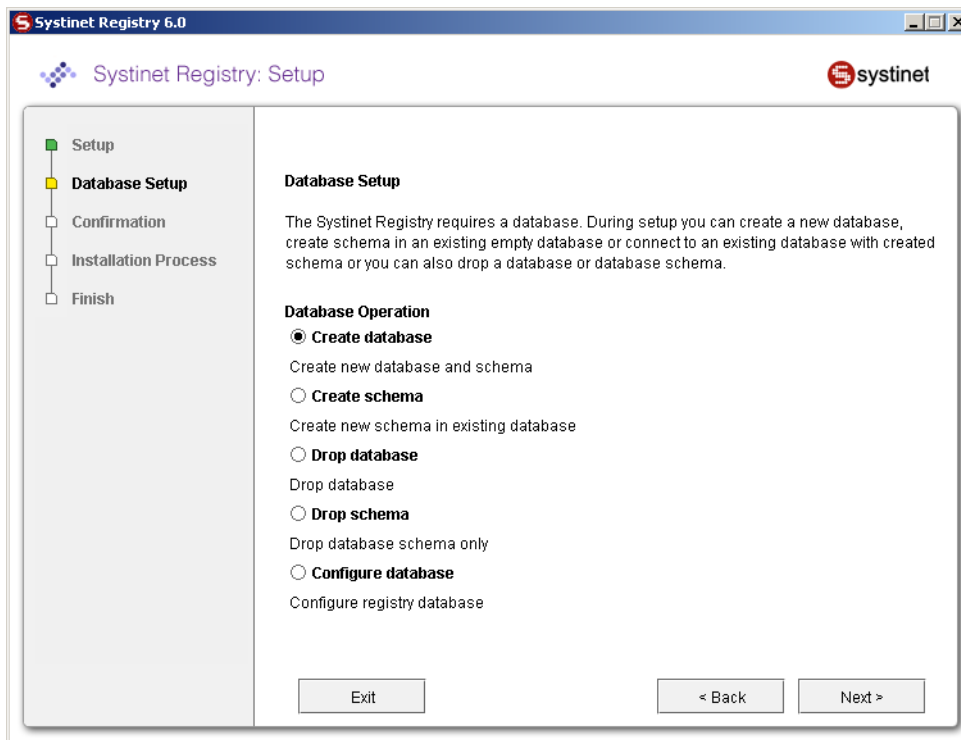 Systinet Registry 6.0
Systinet Registry: Setup
systinet
Setup
Database Setup
Confirmation
Installation Process
Finish
Database Setup
The Systinet Registry requires a database. During setup you can create a new database,
create schema in an existing empty database or connect to an existing database with created
schema or you can also drop a database or database schema.
Database Operation
Create database
Create new database and schema
Create schema
Create new schema in existing database
Drop database
Drop database
Drop schema
Drop database schema only
Configure database
Configure registry database
Exit
< Back
Next >